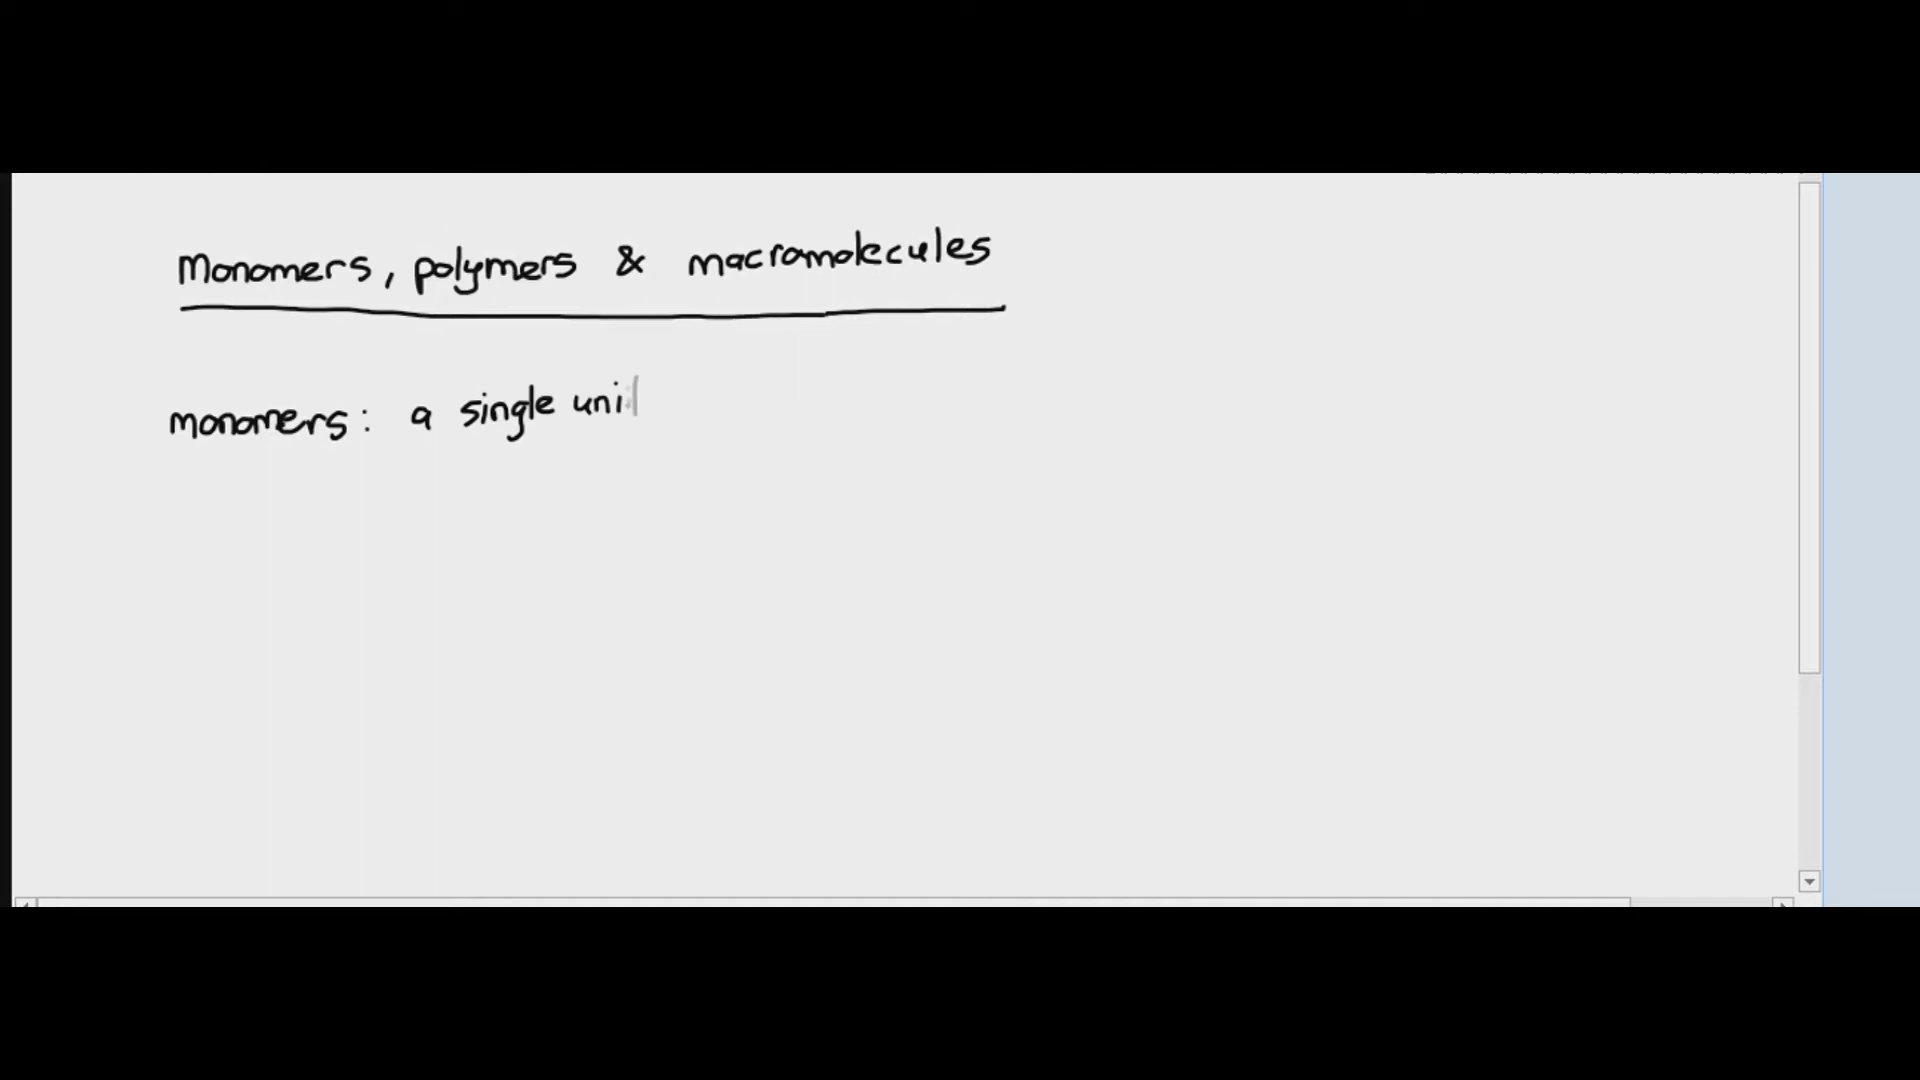 Monomers, polymers & macromolecules
monomers: a single uni